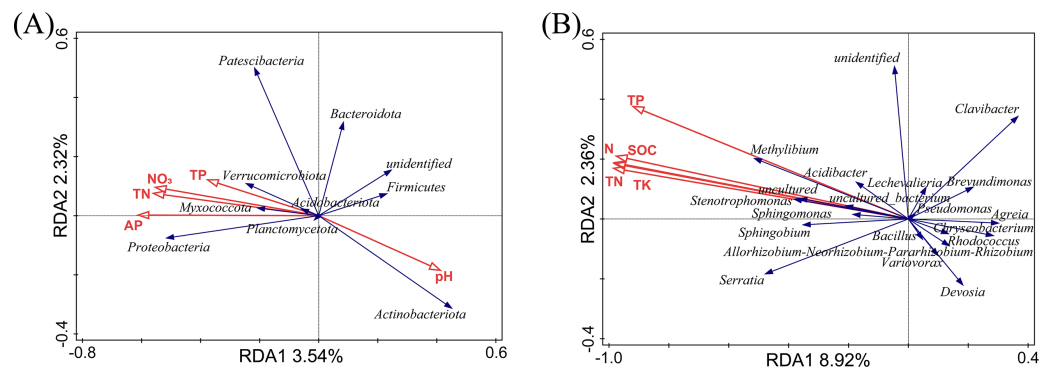 (A)
0.6
RDA2 2.32%
-0.4
-0.8
RDA1 3.54%
0.6
Patescibacteria
Bacteroidota
unidentified
Firmicutes
Verrucomicrobiota
TP
NO₃
TN
Acidobacteriota
Myxococcota
AP
Planctomycetota
Proteobacteria
pH
Actinobacteriota
(B)
0.6
RDA2 2.36%
-0.4
-1.0
RDA1 8.92%
0.4
unidentified
TP
Clavibacter
N
SOC
Methylibium
TN
TK
Acidibacter
Lechevalieria
Brevundimonas
uncultured
uncultured_bacterium
Stenotrophomonas
Sphingomonas
Pseudomonas
Agreia
Sphingobium
Bacillus
Chryseobacterium
Rhodococcus
Allorhizobium-Neorhizobium-Pararhizobium-Rhizobium
Variovorax
Serratia
Devosia